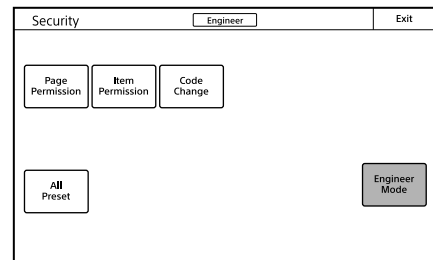 Security
Engineer
Exit
Page
Permission
Item
Permission
Code
Change
All
Preset
Engineer
Mode